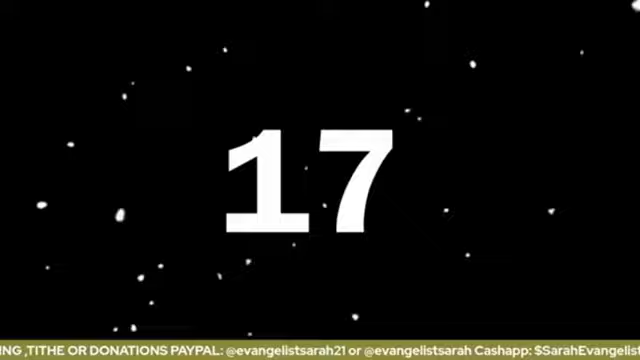 17
ING ,TITHE OR DONATIONS PAYPAL: @evangelistsarah21 or @evangelistsarah Cashapp: $SarahEvangelist